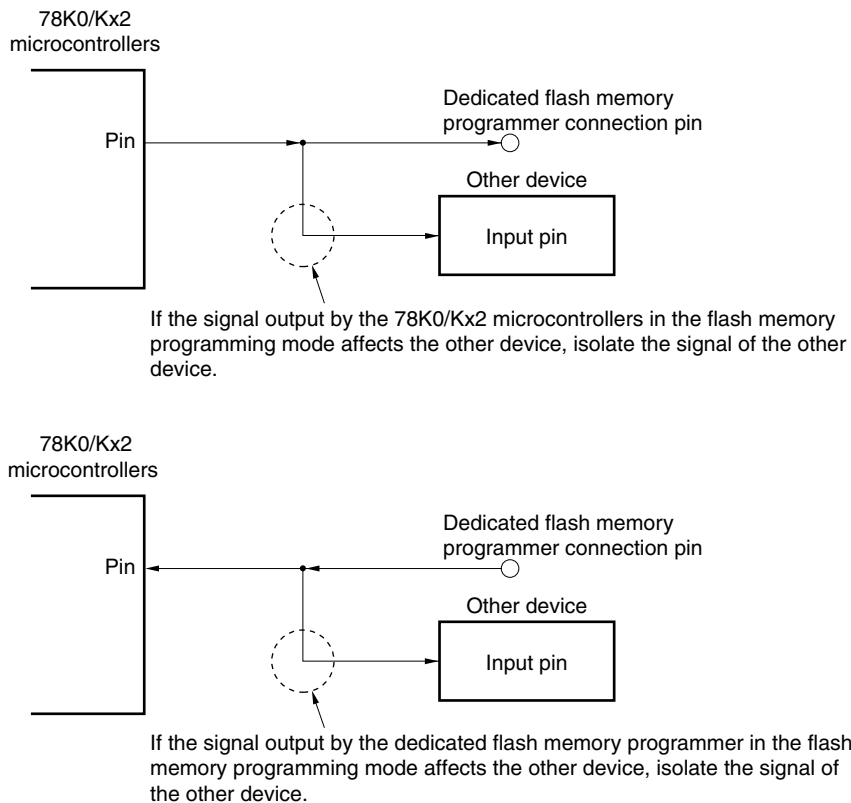 78K0/Kx2
microcontrollers
Pin
Dedicated flash memory
programmer connection pin
Other device
Input pin
If the signal output by the 78K0/Kx2 microcontrollers in the flash memory
programming mode affects the other device, isolate the signal of the other
device.
78K0/Kx2
microcontrollers
Pin
Dedicated flash memory
programmer connection pin
Other device
Input pin
If the signal output by the dedicated flash memory programmer in the flash
memory programming mode affects the other device, isolate the signal of
the other device.